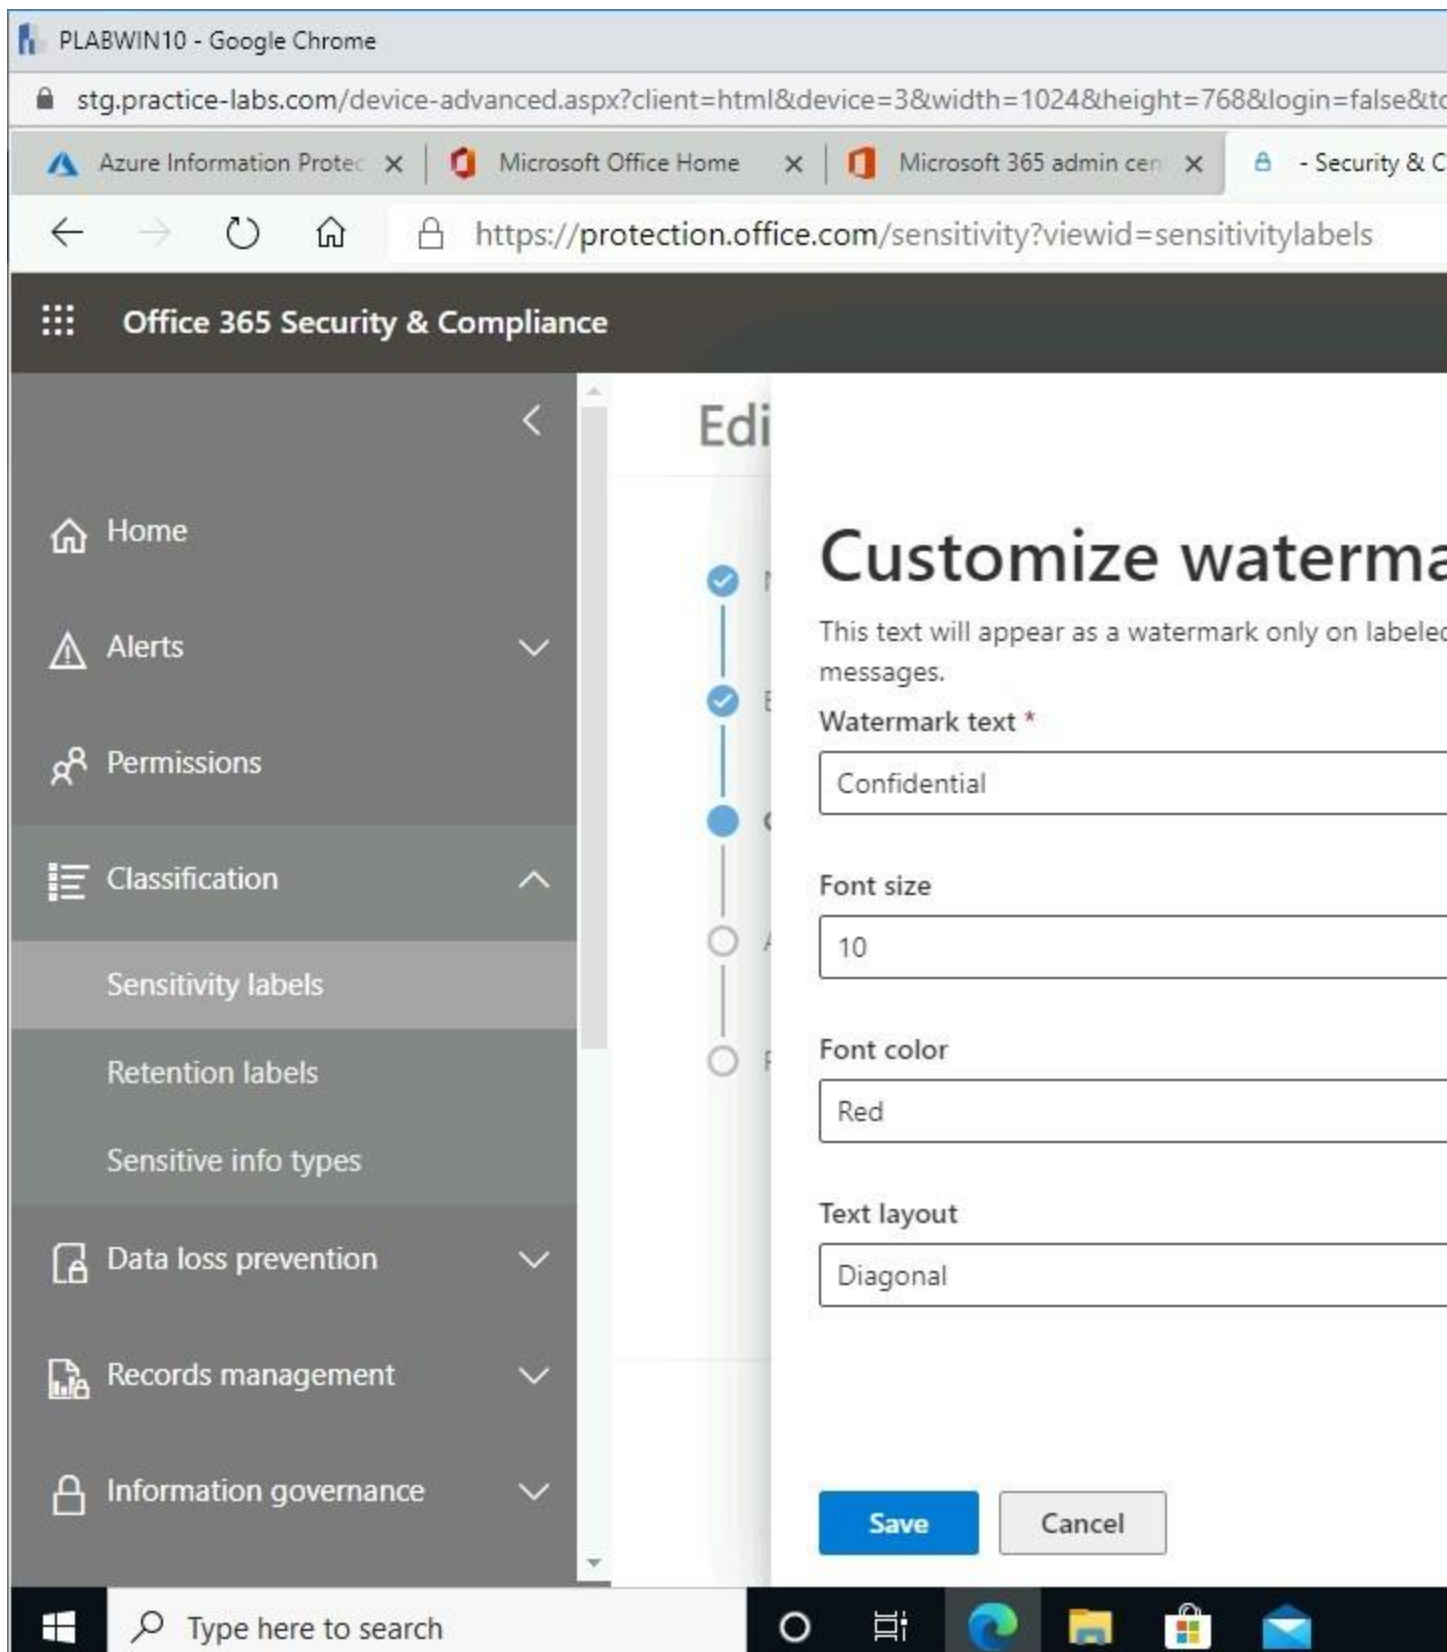 PLABWIN10 - Google Chrome
stg.practice-labs.com/device-advanced.aspx?client=html&device=3&width=1024&height=768&login=false&to
Azure Information Protec
Microsoft Office Home
Microsoft 365 admin cen
- Security & C
https://protection.office.com/sensitivity?viewid=sensitivitylabels
Office 365 Security & Compliance
Home
Alerts
Permissions
Classification
Sensitivity labels
Retention labels
Sensitive info types
Data loss prevention
Records management
Information governance
Edi
Customize waterma
This text will appear as a watermark only on labeled
messages.
Watermark text *
Confidential
Font size
10
Font color
Red
Text layout
Diagonal
Save
Cancel
Type here to search